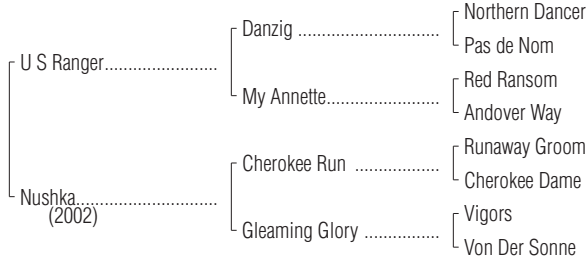 Northern Dancer
Danzig ..............................
Pas de Nom
U S Ranger........................
Red Ransom
My Annette........................
Andover Way
Runaway Groom
Cherokee Run ..................
Cherokee Dame
Nushka..............................
(2002)
Vigors
Gleaming Glory ................
Von Der Sonne